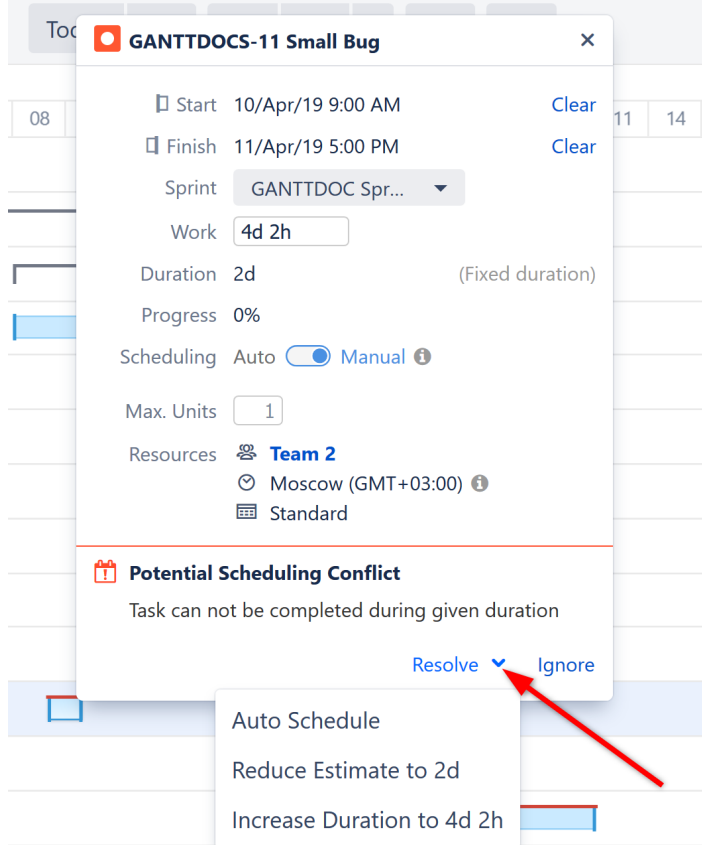 GANTTDOCS-11 Small Bug
08
11
14
Start 10/Apr/19 9:00 AM Clear
Finish 11/Apr/19 5:00 PM Clear
Sprint GANTTDOC Spr...
Work 4d 2h
Duration 2d (Fixed duration)
Progress 0%
Scheduling Auto Manual
Max. Units 1
Resources Team 2
Moscow (GMT+03:00)
Standard
Potential Scheduling Conflict
Task can not be completed during given duration
Resolve Ignore
Auto Schedule
Reduce Estimate to 2d
Increase Duration to 4d 2h